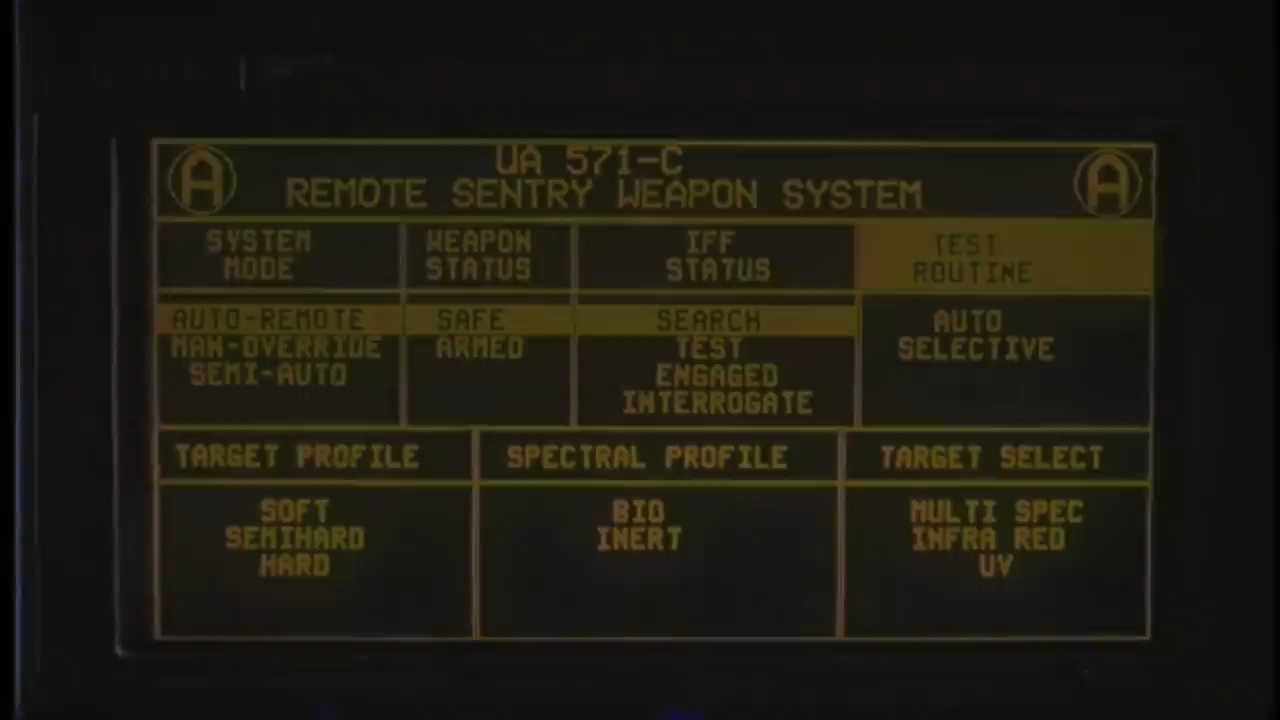 UA 571-C
A REMOTE SENTRY WEAPON SYSTEM A
SYSTEM MODE
WEAPON STATUS
IFF STATUS
TEST ROUTINE
AUTO-REMOTE
MAN-OVERRIDE
SEMI-AUTO
SAFE
ARMED
SEARCH
TEST
ENGAGED
INTERROGATE
AUTO
SELECTIVE
TARGET PROFILE
SPECTRAL PROFILE
TARGET SELECT
SOFT
SEMIHARD
HARD
BIO
INERT
MULTI SPEC
INFRA RED
UV